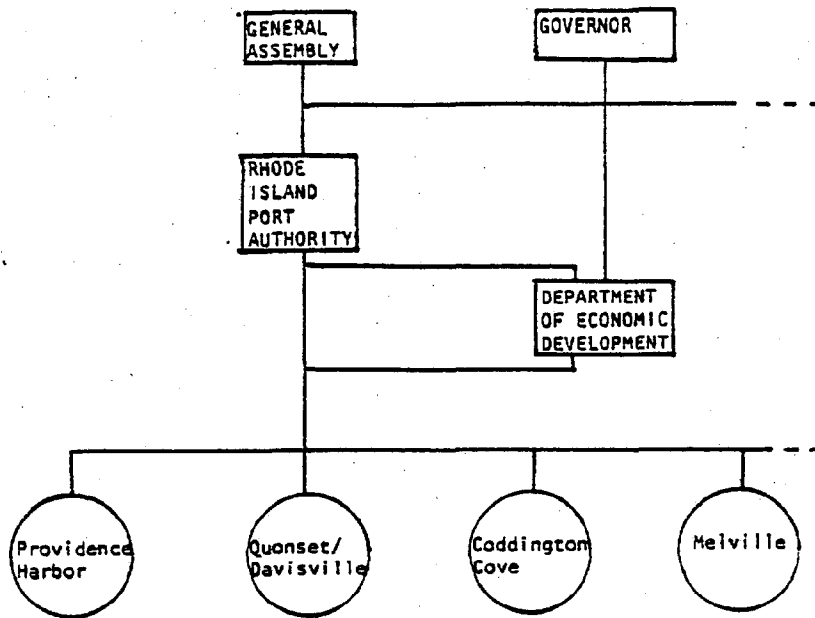 GENERAL
ASSEMBLY
GOVERNOR
RHODE
ISLAND
PORT
AUTHORITY
DEPARTMENT
OF ECONOMIC
DEVELOPMENT
Providence
Harbor
Quonset/
Davisville
Coddington
Cove
Melville